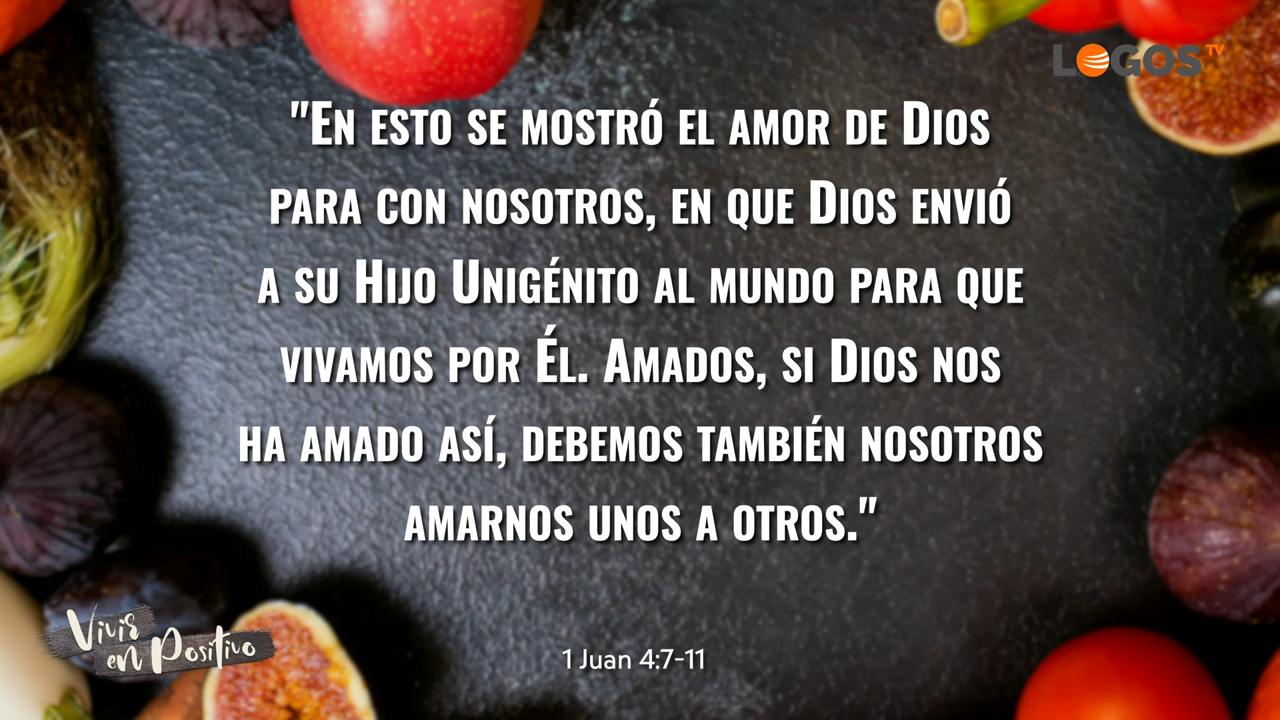 LOGOS TV
"En esto se mostró el amor de Dios
para con nosotros, en que Dios envió
a su Hijo Unigénito al mundo para que
vivamos por Él. Amados, si Dios nos
ha amado así, debemos también nosotros
amarnos unos a otros."
Vivir
en Positivo
1 Juan 4:7-11